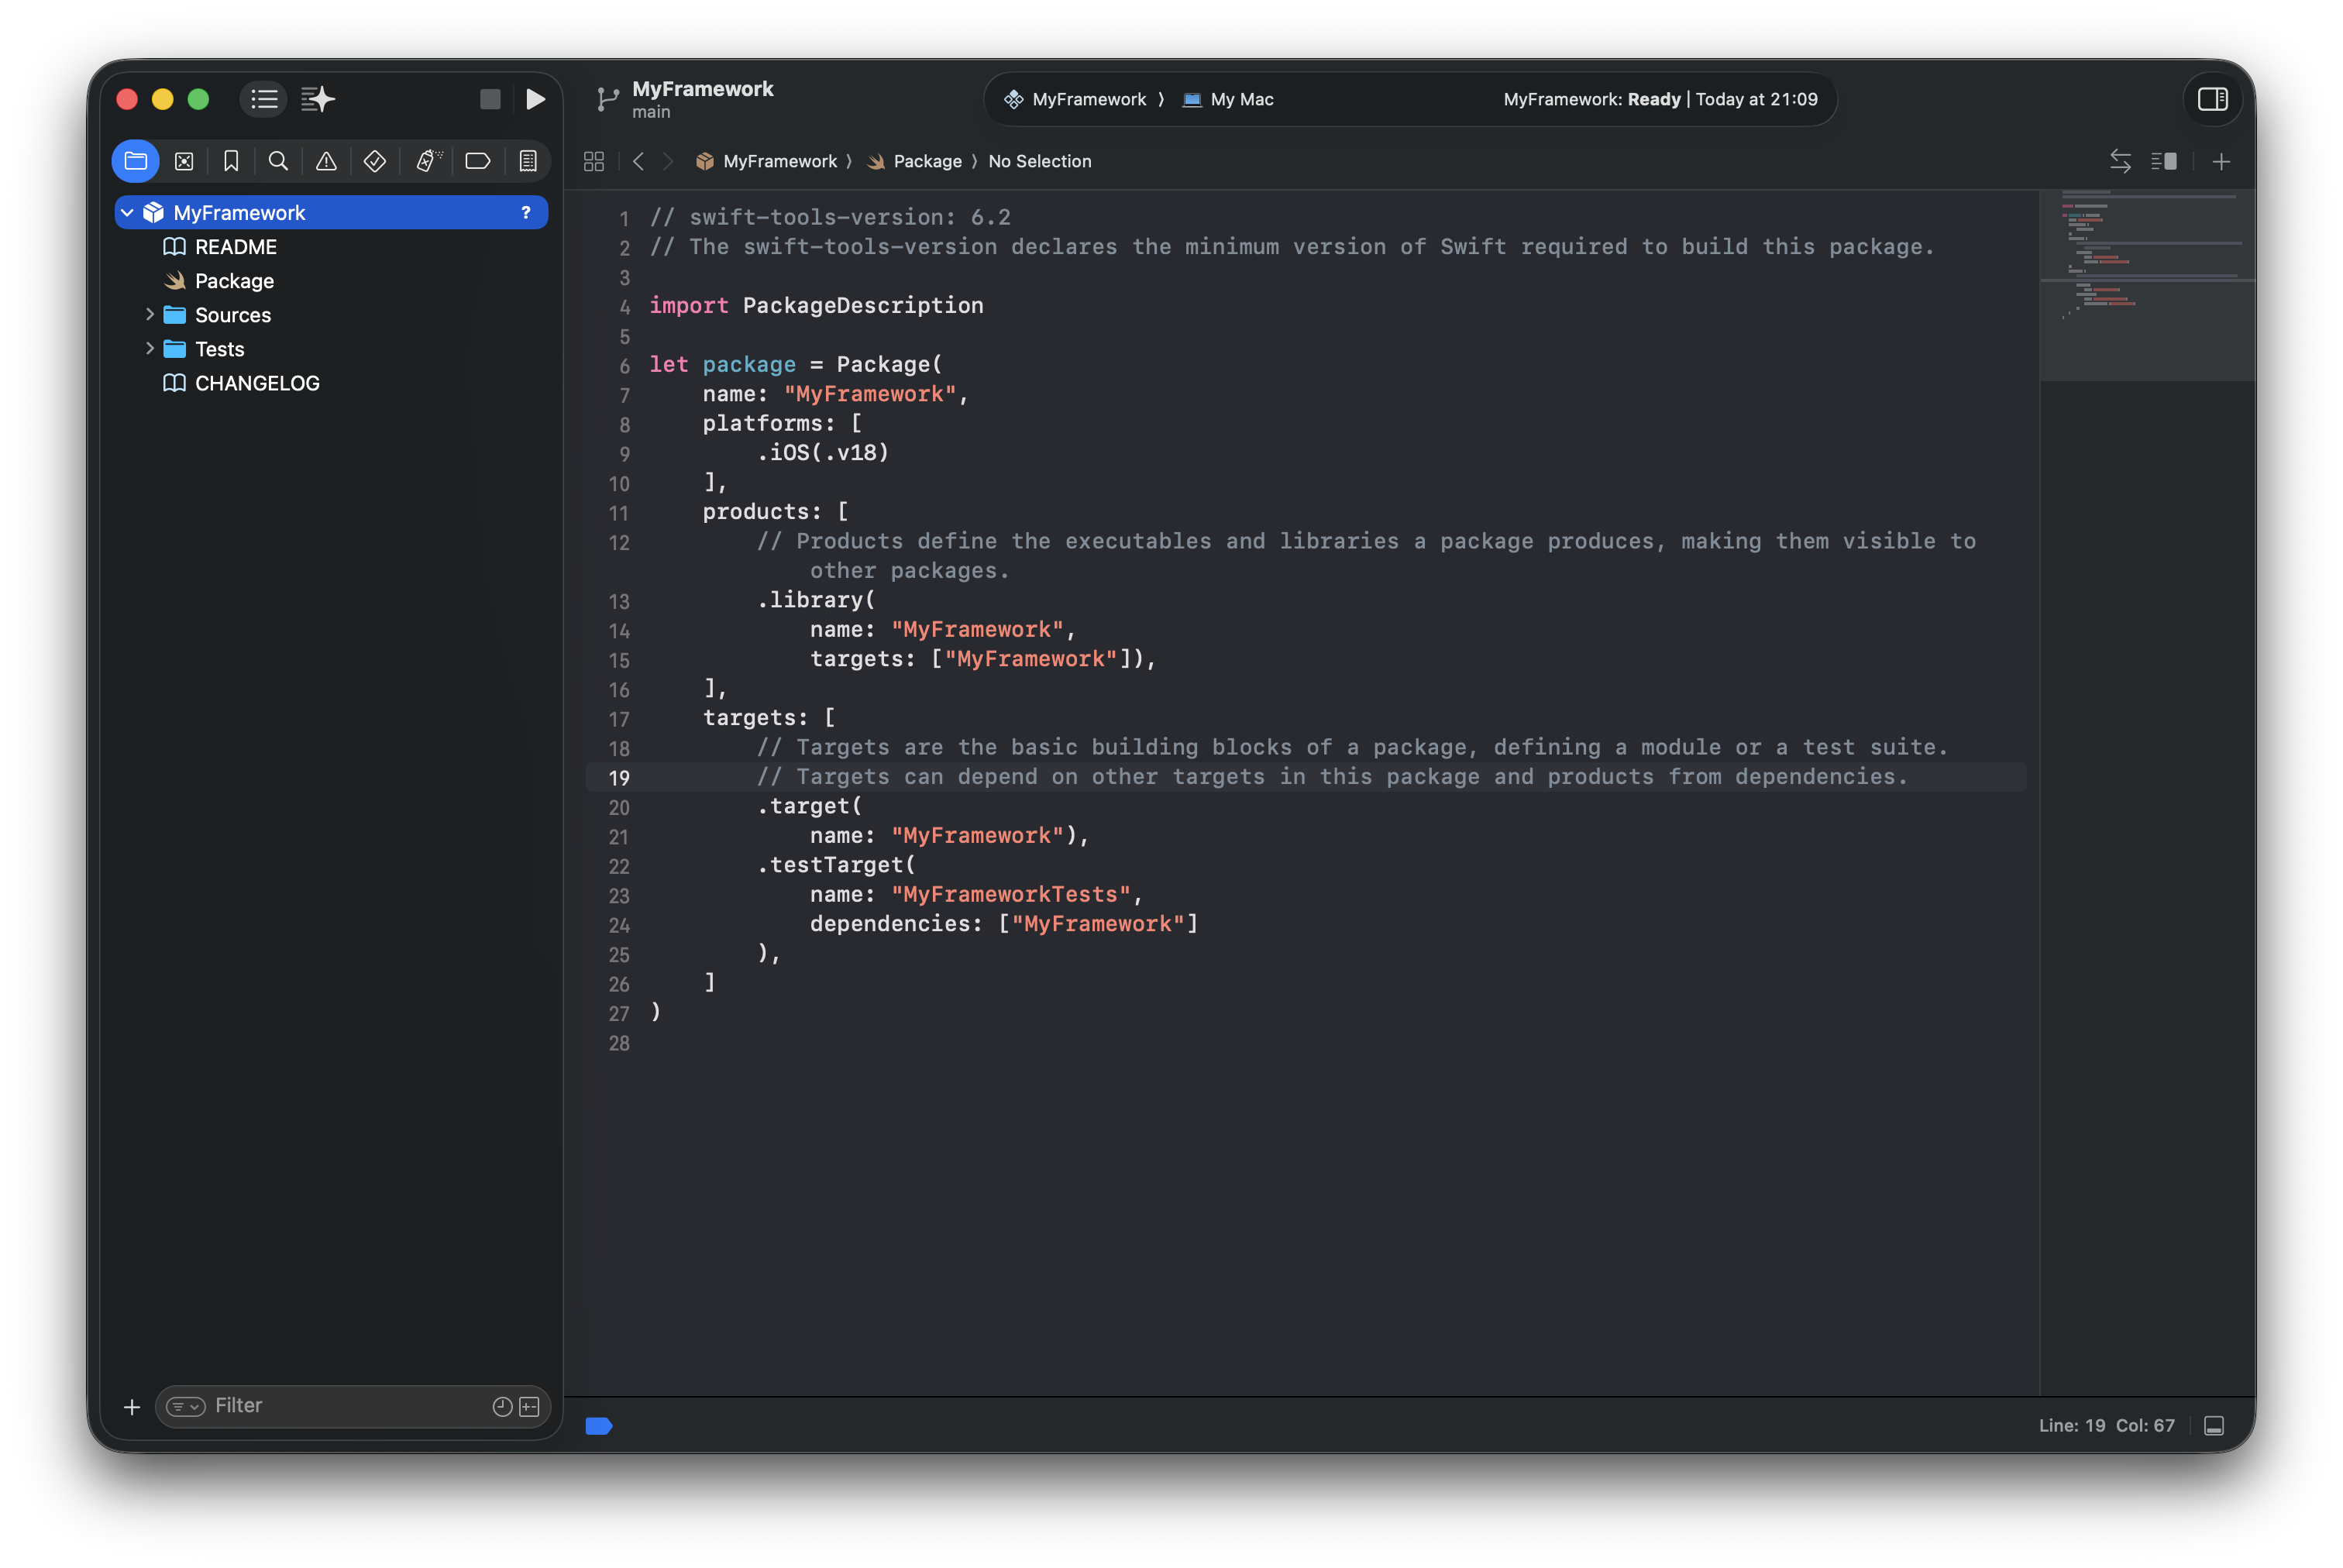 MyFramework
main
MyFramework ⟩ My Mac
MyFramework: Ready | Today at 21:09
MyFramework ⟩ Package ⟩ No Selection
MyFramework ?
README
Package
Sources
Tests
CHANGELOG
Filter
1 // swift-tools-version: 6.2
2 // The swift-tools-version declares the minimum version of Swift required to build this package.
3
4 import PackageDescription
5
6 let package = Package(
7     name: "MyFramework",
8     platforms: [
9         .iOS(.v18)
10     ],
11     products: [
12         // Products define the executables and libraries a package produces, making them visible to
             other packages.
13         .library(
14             name: "MyFramework",
15             targets: ["MyFramework"]),
16     ],
17     targets: [
18         // Targets are the basic building blocks of a package, defining a module or a test suite.
19         // Targets can depend on other targets in this package and products from dependencies.
20         .target(
21             name: "MyFramework"),
22         .testTarget(
23             name: "MyFrameworkTests",
24             dependencies: ["MyFramework"]
25         ),
26     ]
27 )
28
Line: 19 Col: 67